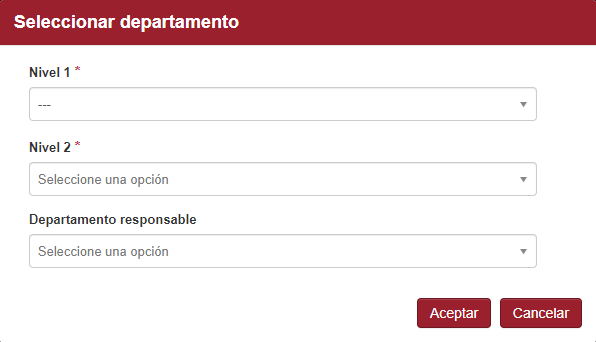 Seleccionar departamento
Nivel 1 *
---
Nivel 2 *
Seleccione una opción
Departamento responsable
Seleccione una opción
Aceptar Cancelar